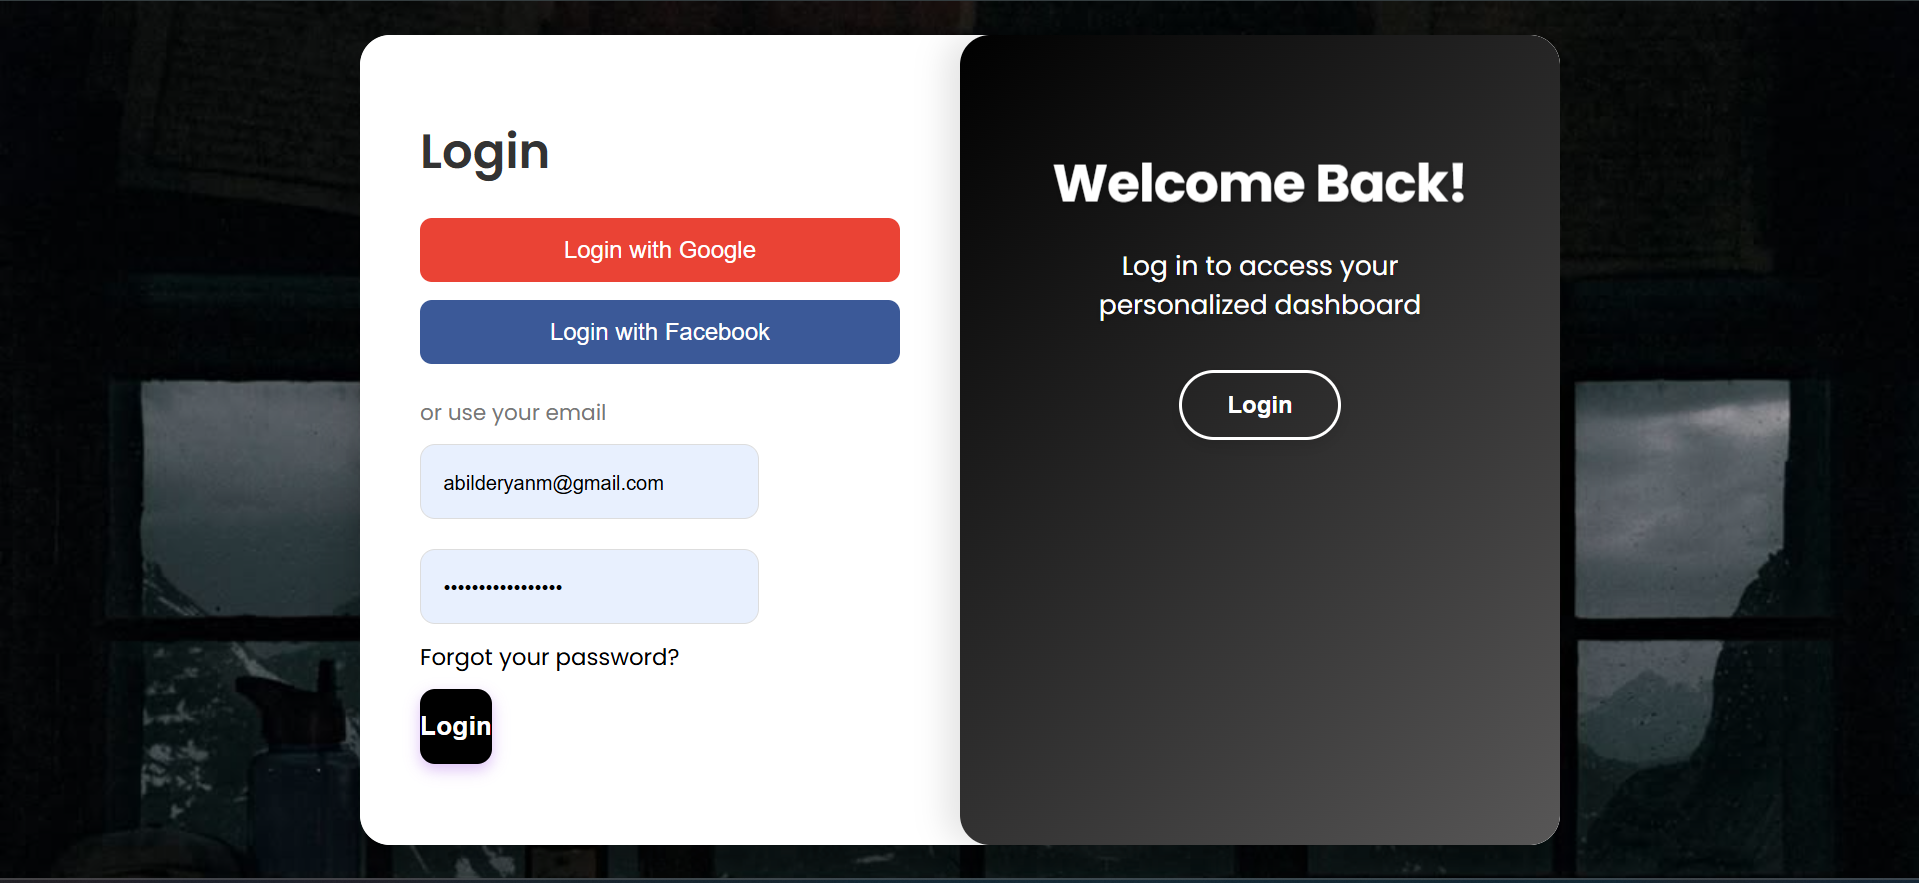 Login
Login with Google
Login with Facebook
or use your email
abilderyanm@gmail.com
•••••••••••••••••
Forgot your password?
Login
Welcome Back!
Log in to access your
personalized dashboard
Login